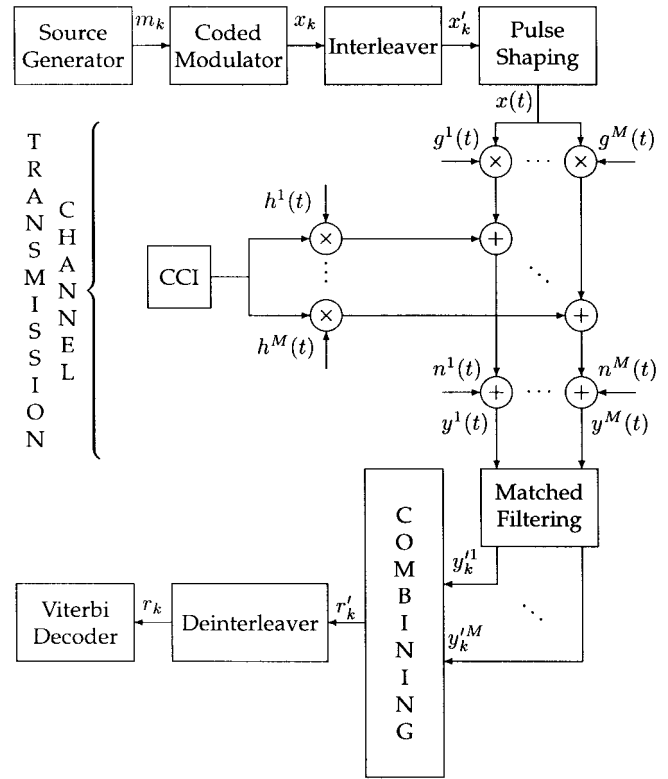 Source Generator
m_k
Coded Modulator
x_k
Interleaver
x'_k
Pulse Shaping
x(t)
TRANSMISSION
CHANNEL
g^1(t)
×
···
×
g^M(t)
h^1(t)
×
+
CCI
⋮
⋱
×
+
h^M(t)
n^1(t)
+
···
+
n^M(t)
y^1(t)
y^M(t)
Matched Filtering
COMBINING
y'^1_k
⋱
Viterbi Decoder
r_k
Deinterleaver
r'_k
y'^M_k